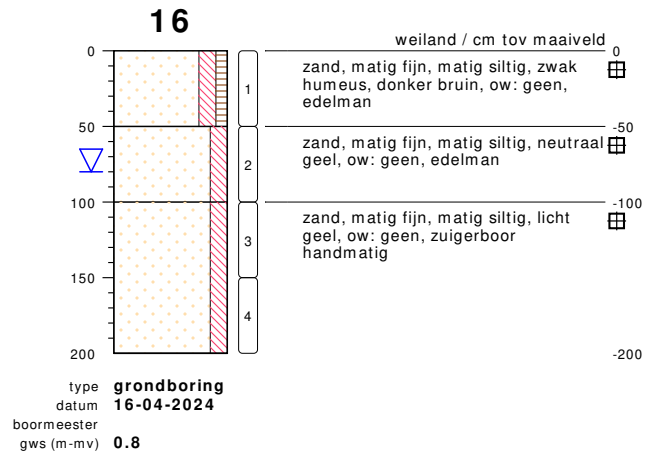 16
weiland / cm tov maaiveld
0
0
1
zand, matig fijn, matig siltig, zwak
humeus, donker bruin, ow: geen,
edelman
50
-50
2
zand, matig fijn, matig siltig, neutraal
geel, ow: geen, edelman
100
-100
3
zand, matig fijn, matig siltig, licht
geel, ow: geen, zuigerboor
handmatig
150
4
200
-200
type grondboring
datum 16-04-2024
boormeester
gws (m-mv) 0.8